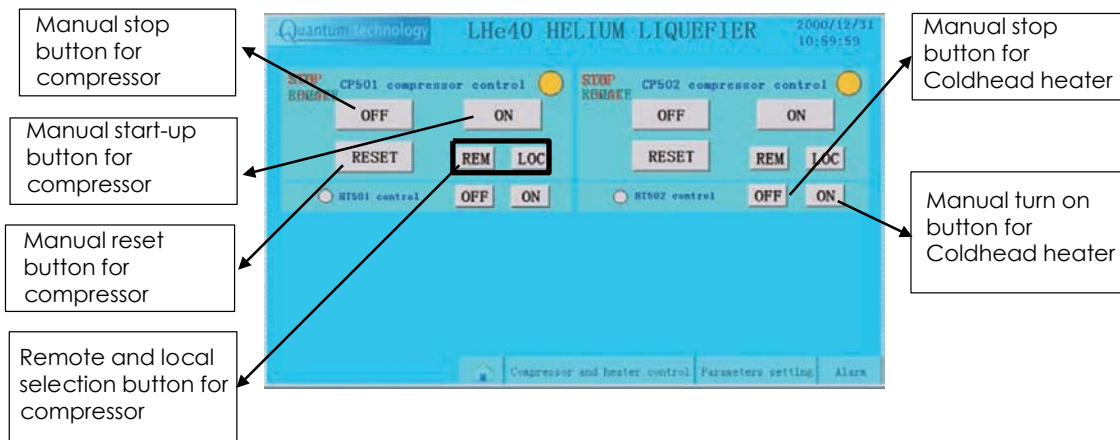 Manual stop
button for
compressor
Manual start-up
button for
compressor
Manual reset
button for
compressor
Remote and local
selection button for
compressor
Quantum technology
LHe40 HELIUM LIQUEFIER
2000/12/31
10:59:59
STOP
CP501 compressor control
OFF
ON
RESET
REM
LOC
HT501 control
OFF
ON
STOP
CP502 compressor control
OFF
ON
RESET
REM
LOC
HT502 control
OFF
ON
Compressor and heater control
Parameters setting
Alarm
Manual stop
button for
Coldhead heater
Manual turn on
button for
Coldhead heater